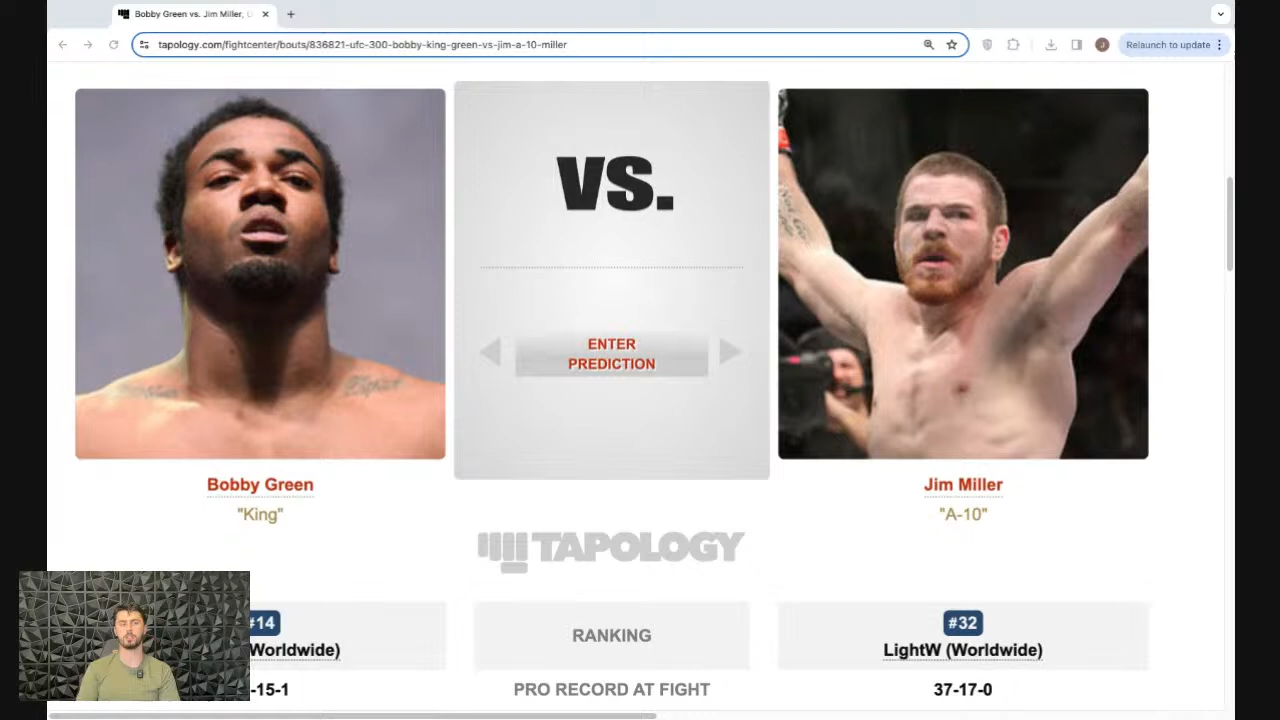 Bobby Green vs. Jim Miller, U
tapology.com/fightcenter/bouts/836821-ufc-300-bobby-king-green-vs-jim-a-10-miller
J
Relaunch to update
VS.
ENTER
PREDICTION
Bobby Green
"King"
Jim Miller
"A-10"
TAPOLOGY
#14
Worldwide)
-15-1
RANKING
PRO RECORD AT FIGHT
#32
LightW (Worldwide)
37-17-0